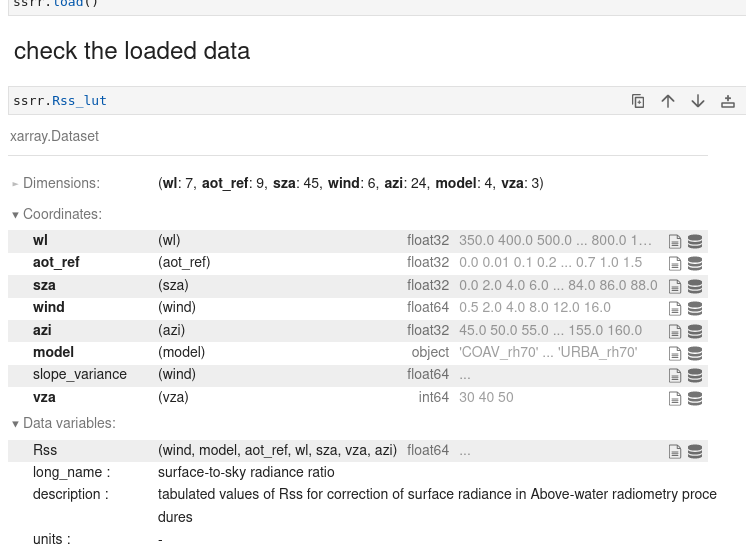 ssrr.load()
check the loaded data
ssrr.Rss_lut
xarray.Dataset
► Dimensions: (wl: 7, aot_ref: 9, sza: 45, wind: 6, azi: 24, model: 4, vza: 3)
▼ Coordinates:
wl (wl) float32 350.0 400.0 500.0 ... 800.0 1…
aot_ref (aot_ref) float32 0.0 0.01 0.1 0.2 ... 0.7 1.0 1.5
sza (sza) float32 0.0 2.0 4.0 6.0 ... 84.0 86.0 88.0
wind (wind) float64 0.5 2.0 4.0 8.0 12.0 16.0
azi (azi) float32 45.0 50.0 55.0 ... 155.0 160.0
model (model) object 'COAV_rh70' ... 'URBA_rh70'
slope_variance (wind) float64 ...
vza (vza) int64 30 40 50
▼ Data variables:
Rss (wind, model, aot_ref, wl, sza, vza, azi) float64 ...
long_name : surface-to-sky radiance ratio
description : tabulated values of Rss for correction of surface radiance in Above-water radiometry proce
dures
units : -